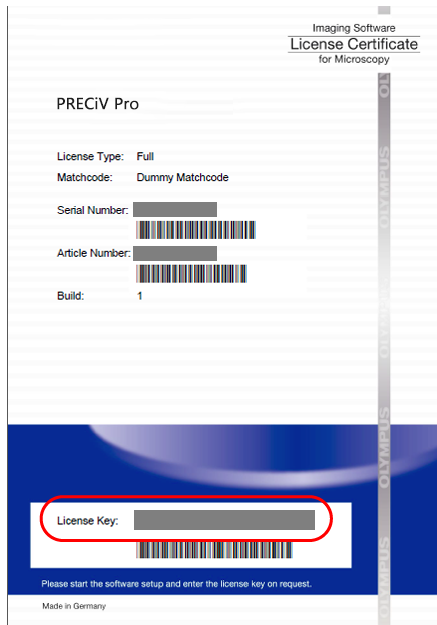 Imaging Software
License Certificate
for Microscopy
PRECiV Pro
License Type: Full
Matchcode: Dummy Matchcode
Serial Number:
Article Number:
Build: 1
License Key:
Please start the software setup and enter the license key on request.
Made in Germany
OLYMPUS
OLYMPUS
OLYMPUS
OLYMPUS